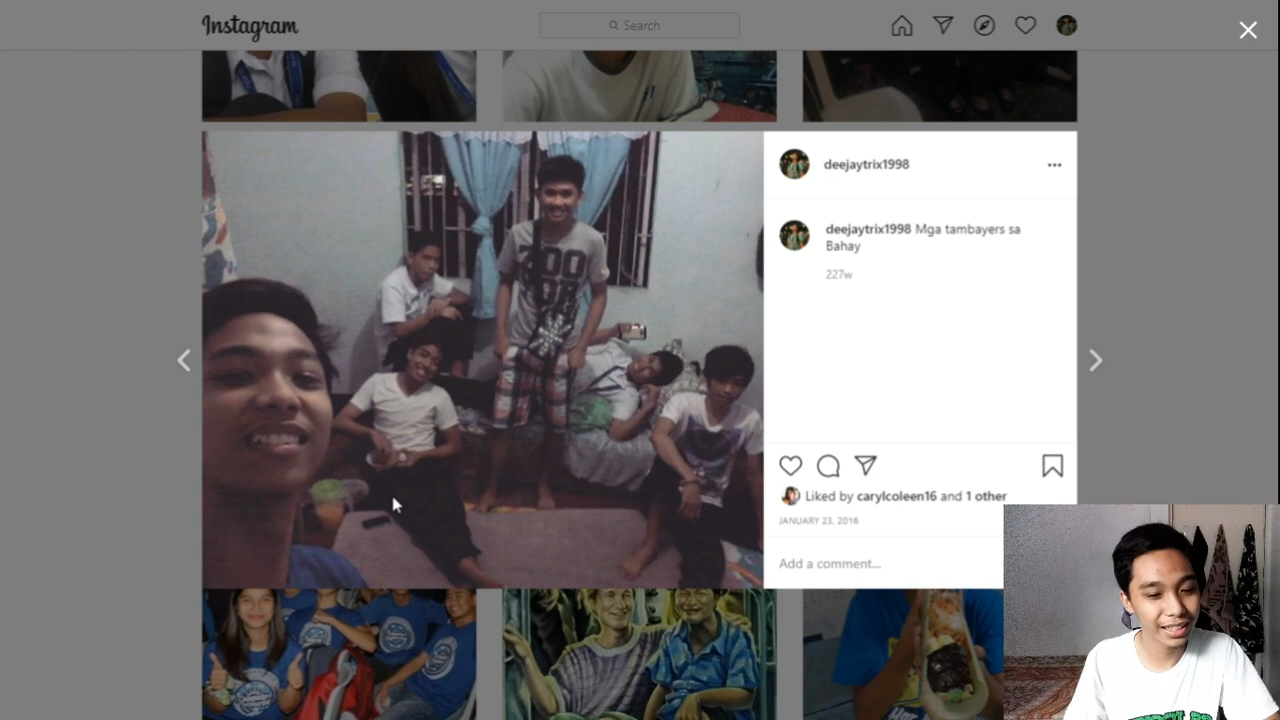 Instagram
Search
deejaytrix1998
deejaytrix1998 Mga tambayers sa
Bahay
227w
ZOO
Liked by carylcoleen16 and 1 other
JANUARY 23, 2016
Add a comment...